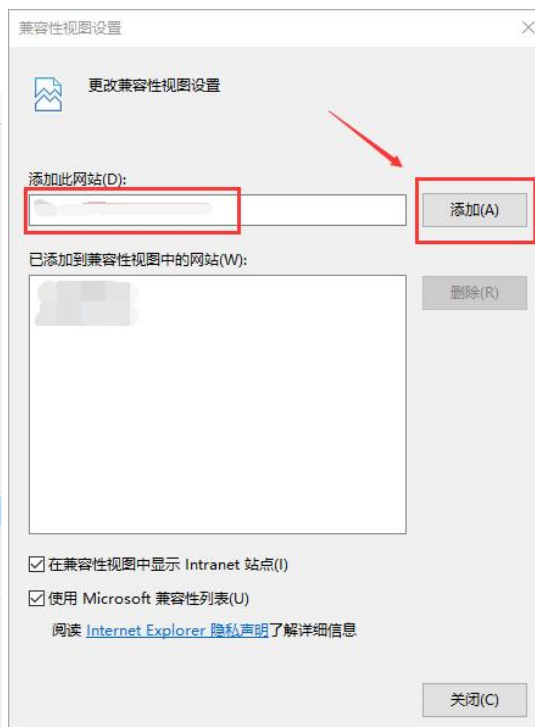 兼容性视图设置
更改兼容性视图设置
添加此网站(D):
添加(A)
已添加到兼容性视图中的网站(W):
删除(R)
在兼容性视图中显示 Intranet 站点(I)
使用 Microsoft 兼容性列表(U)
阅读 Internet Explorer 隐私声明了解详细信息
关闭(C)